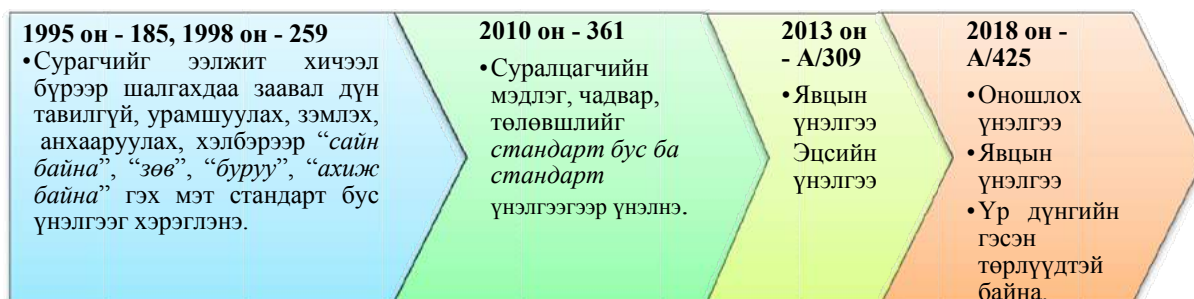 1995 он - 185, 1998 он - 259
•Сурагчийг ээлжит хичээл
бүрээр шалгахдаа заавал дүн
тавилгүй, урамшуулах, зэмлэх,
анхааруулах, хэлбэрээр “сайн
байна”, “зөв”, “буруу”, “ахиж
байна” гэх мэт стандарт бус
үнэлгээг хэрэглэнэ.
2010 он - 361
•Суралцагчийн
мэдлэг, чадвар,
төлөвшлийг
стандарт бус ба
стандарт
үнэлгээгээр үнэлнэ.
2013 он
- А/309
•Явцын
үнэлгээ
Эцсийн
үнэлгээ
2018 он -
А/425
•Оношлох
үнэлгээ
•Явцын
үнэлгээ
•Үр дүнгийн
гэсэн
төрлүүдтэй
байна.